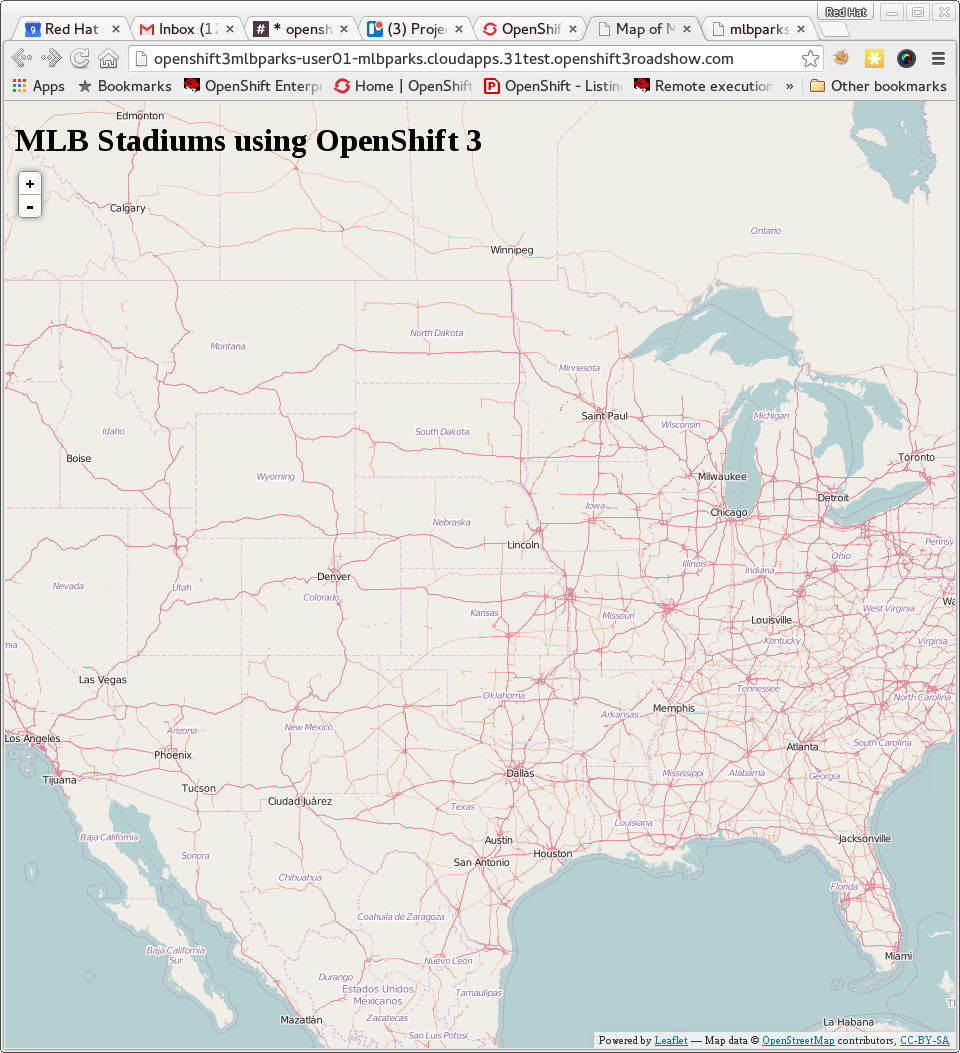 Red Hat
Red Hat
Inbox (1
* opensh
(3) Proje
OpenShif
Map of M
mlbparks
openshift3mlbparks-user01-mlbparks.cloudapps.31test.openshift3roadshow.com
Apps Bookmarks OpenShift Enterp Home | OpenShift OpenShift - Listin Remote execution » Other bookmarks
Edmonton
MLB Stadiums using OpenShift 3
+
-
Calgary
Ontario
Winnipeg
North Dakota
Montana
Minnesota
Saint Paul
Michigan
Wisconsin
Idaho
South Dakota
Boise
Toronto
Wyoming
Milwaukee
Detroit
Iowa
Chicago
Nebraska
Lincoln
Pennsy
Ohio
Illinois
Indiana
Denver
Nevada
Utah
Colorado
Wa
Kansas
Missouri
West Virginia
Louisville
Kentucky
Virginia
rnia
Las Vegas
Tennessee
Oklahoma
North Carolina
Memphis
Arkansas
New Mexico
Arizona
Los Angeles
Atlanta
South Carolina
Phoenix
Dallas
Mississippi
Alabama
Georgia
Tijuana
Tucson
Ciudad Juárez
Texas
Louisiana
Baja California
Austin
Jacksonville
Sonora
Houston
San Antonio
Chihuahua
Florida
Coahuila de Zaragoza
Baja California
Sur
Miami
Nuevo León
Durango
Estados Unidos
Mexicanos
Tamaulipas
Zacatecas
Mazatlán
La Habana
San Luis Potosí
Powered by Leaflet — Map data © OpenStreetMap contributors, CC-BY-SA